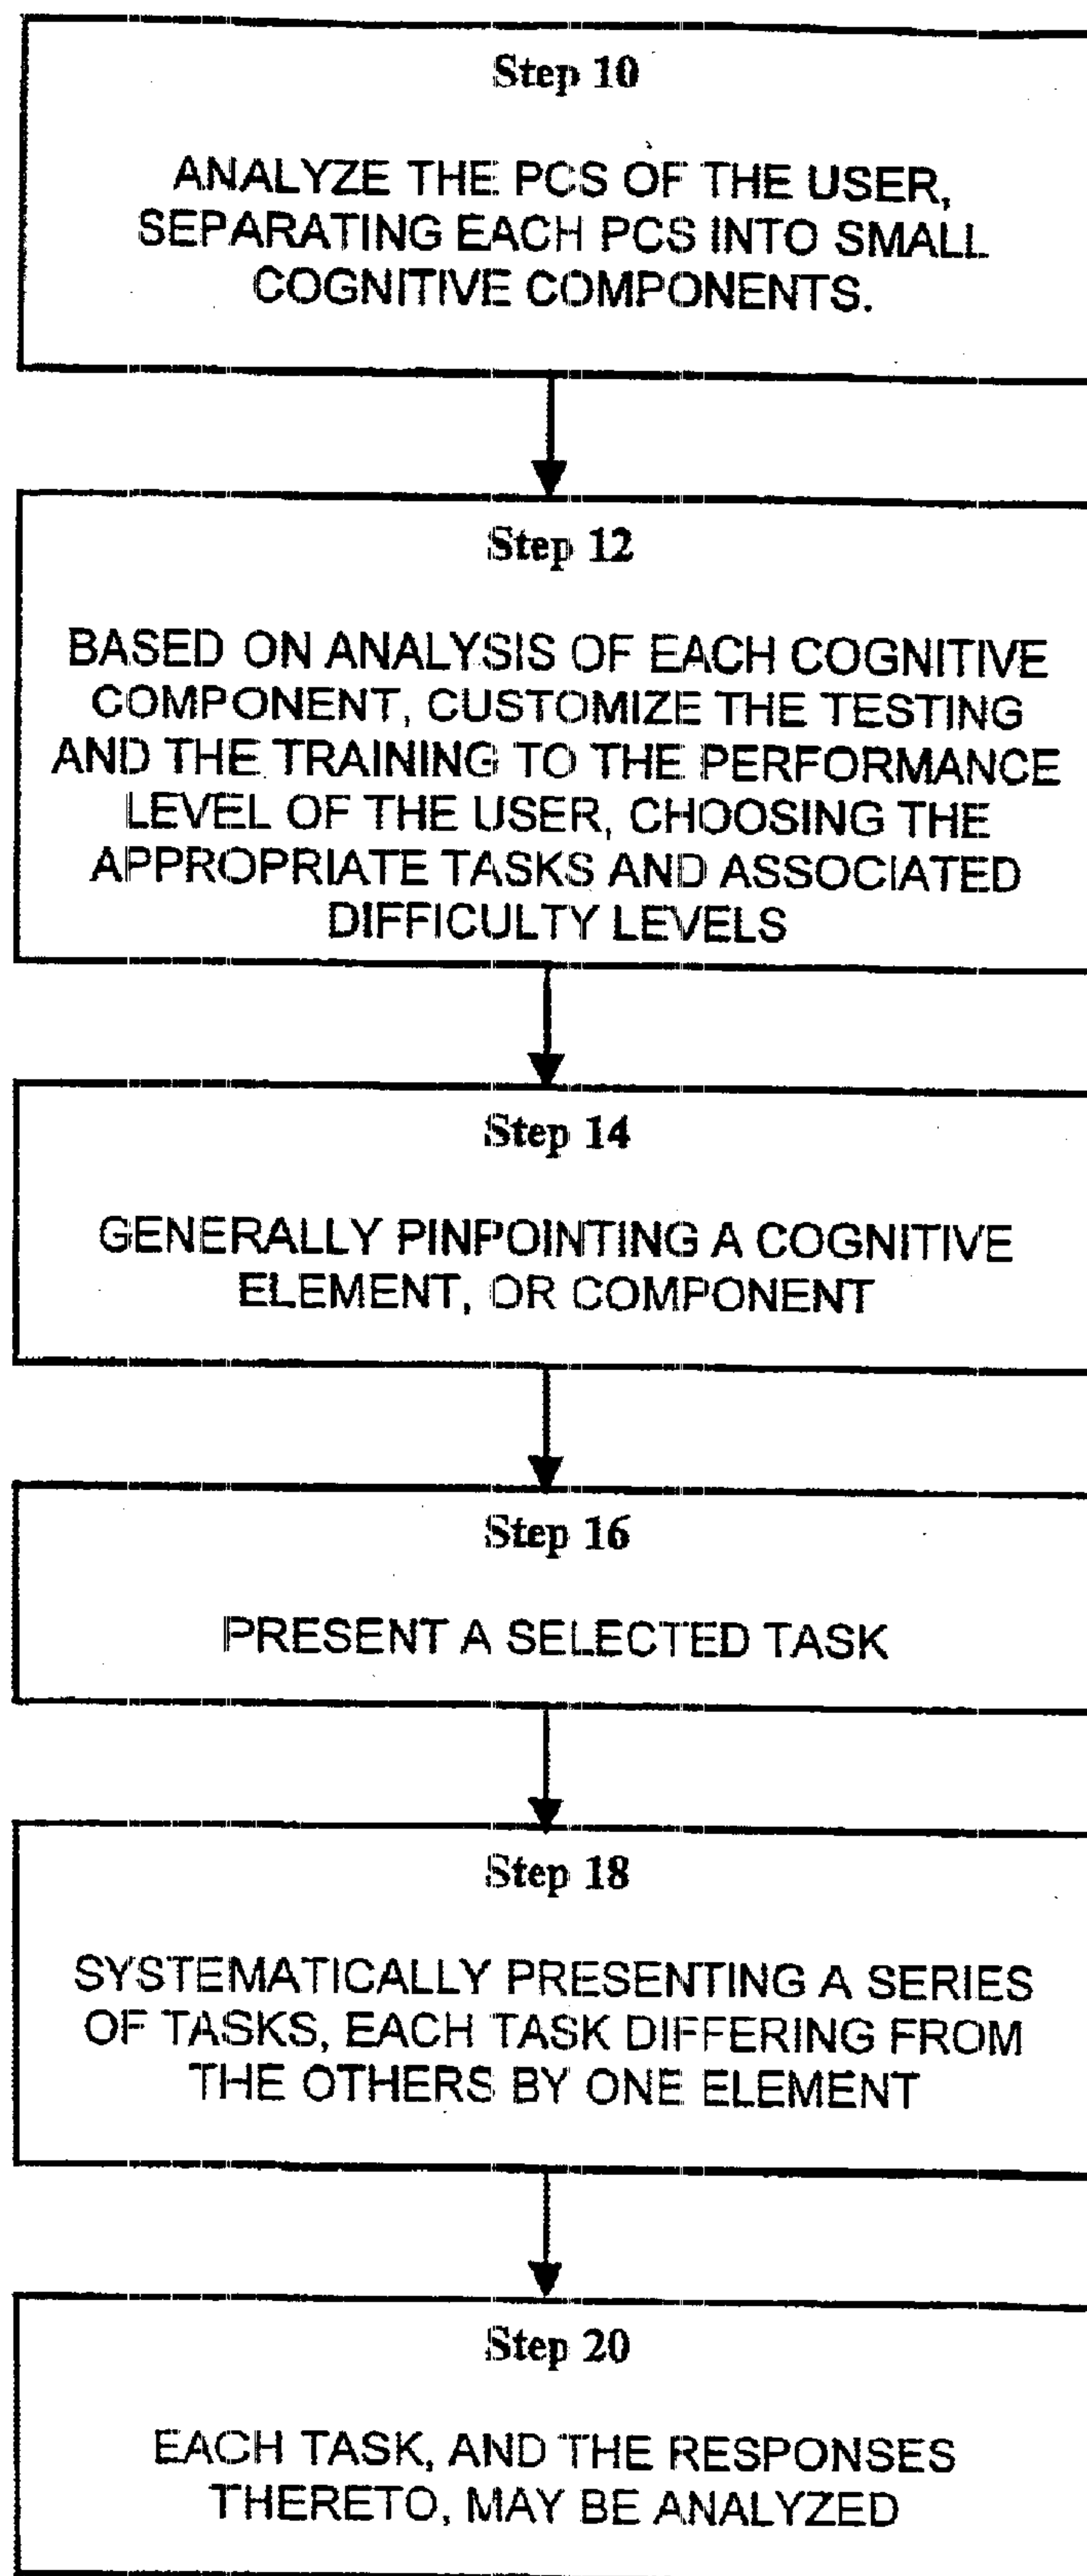 Step 10
ANALYZE THE PCS OF THE USER,
SEPARATING EACH PCS INTO SMALL
COGNITIVE COMPONENTS.
Step 12
BASED ON ANALYSIS OF EACH COGNITIVE
COMPONENT, CUSTOMIZE THE TESTING
AND THE TRAINING TO THE PERFORMANCE
LEVEL OF THE USER, CHOOSING THE
APPROPRIATE TASKS AND ASSOCIATED
DIFFICULTY LEVELS
Step 14
GENERALLY PINPOINTING A COGNITIVE
ELEMENT, OR COMPONENT
Step 16
PRESENT A SELECTED TASK
Step 18
SYSTEMATICALLY PRESENTING A SERIES
OF TASKS, EACH TASK DIFFERING FROM
THE OTHERS BY ONE ELEMENT
Step 20
EACH TASK, AND THE RESPONSES
THERETO, MAY BE ANALYZED